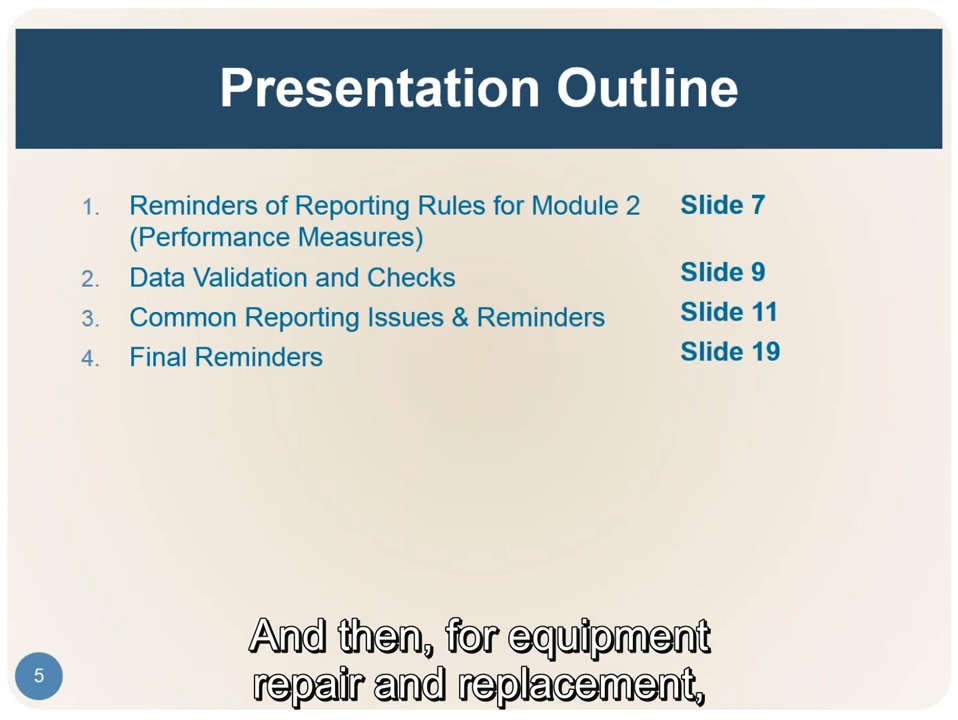 Presentation Outline
1. Reminders of Reporting Rules for Module 2 Slide 7
(Performance Measures)
2. Data Validation and Checks Slide 9
3. Common Reporting Issues & Reminders Slide 11
4. Final Reminders Slide 19
And then, for equipment
repair and replacement,
5